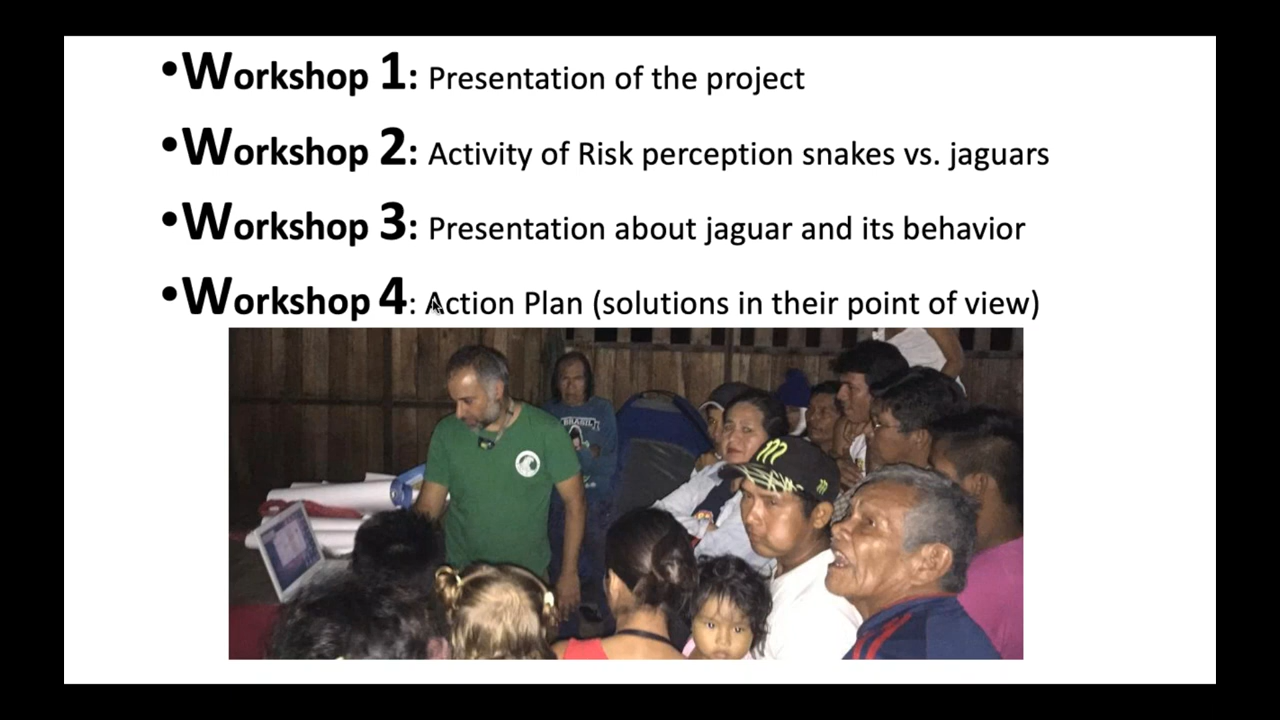 •Workshop 1: Presentation of the project
•Workshop 2: Activity of Risk perception snakes vs. jaguars
•Workshop 3: Presentation about jaguar and its behavior
•Workshop 4: Action Plan (solutions in their point of view)
BRASIL